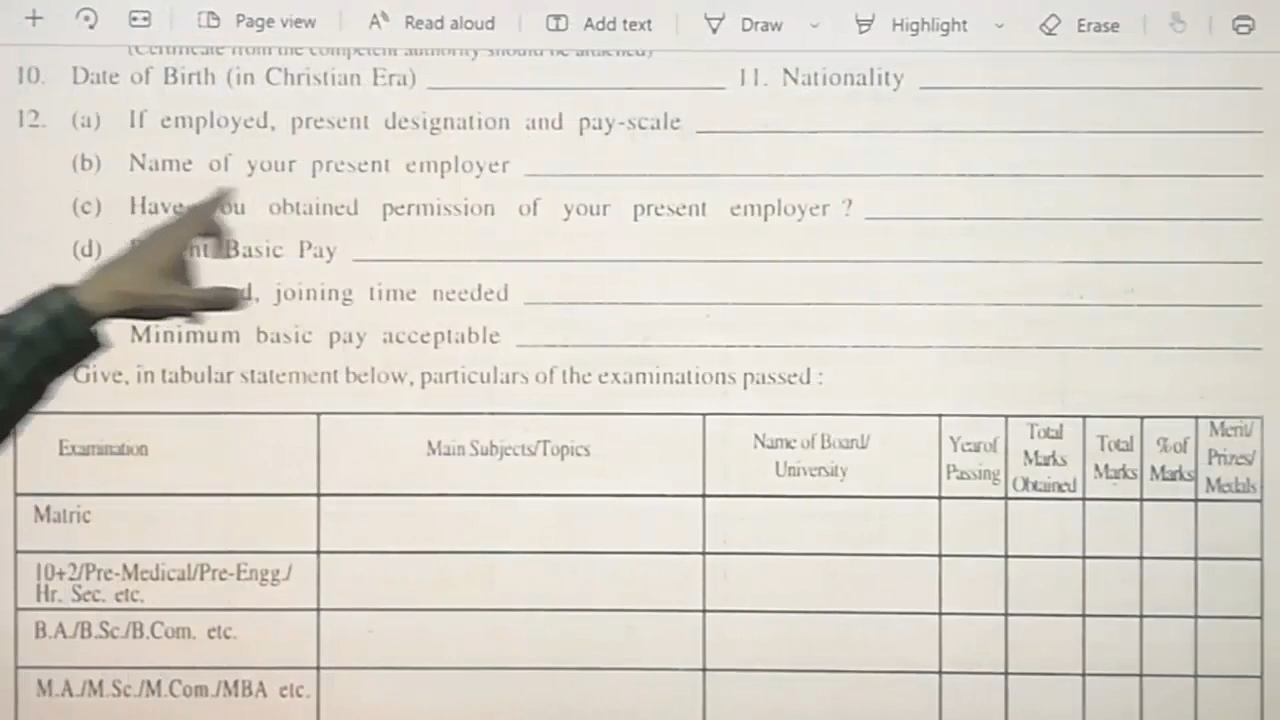 Page view Read aloud Add text Draw Highlight Erase
10. Date of Birth (in Christian Era) 11. Nationality
12. (a) If employed, present designation and pay-scale
(b) Name of your present employer
(c) Have you obtained permission of your present employer ?
(d) Basic Pay
joining time needed
Minimum basic pay acceptable
Give, in tabular statement below, particulars of the examinations passed :
Examination
Main Subjects/Topics
Name of Board/
University
Year of
Passing
Total
Marks
Obtained
Total
Marks
% of
Marks
Merit/
Prizes/
Medals
Matric
10+2/Pre-Medical/Pre-Engg./
Hr. Sec. etc.
B.A./B.Sc./B.Com. etc.
M.A./M.Sc./M.Com./MBA etc.